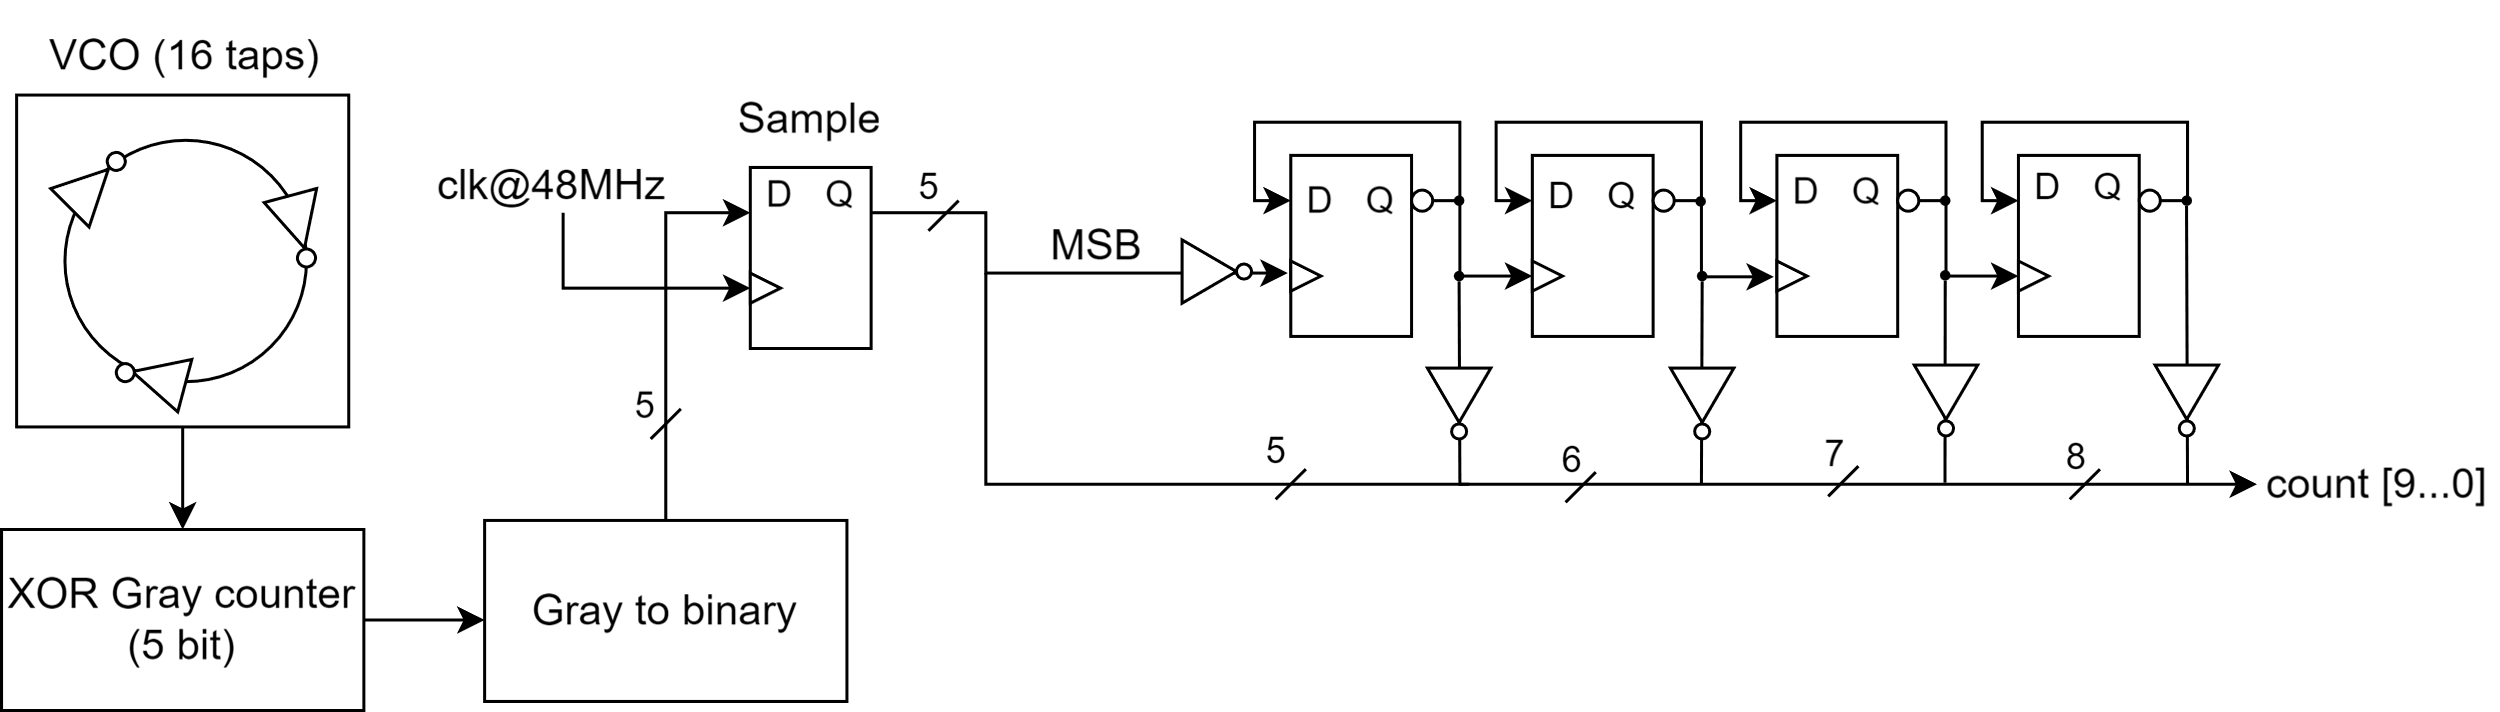 VCO (16 taps)
Sample
clk@48MHz
D Q
5
MSB
D Q
D Q
D Q
D Q
5
5
6
7
8
count [9...0]
XOR Gray counter
(5 bit)
Gray to binary